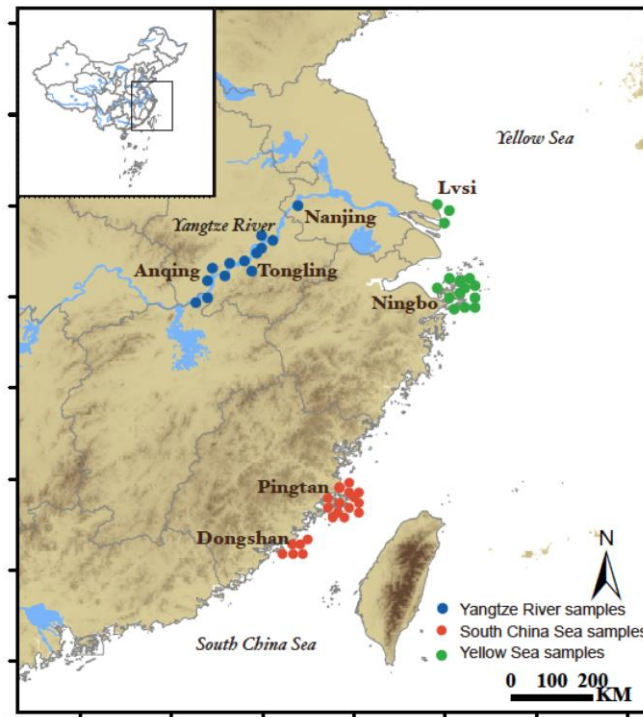 Yellow Sea
Lvsi
Yangtze River
Nanjing
Anqing
Tongling
Ningbo
Pingtan
Dongshan
N
Yangtze River samples
South China Sea samples
Yellow Sea samples
South China Sea
0 100 200
KM